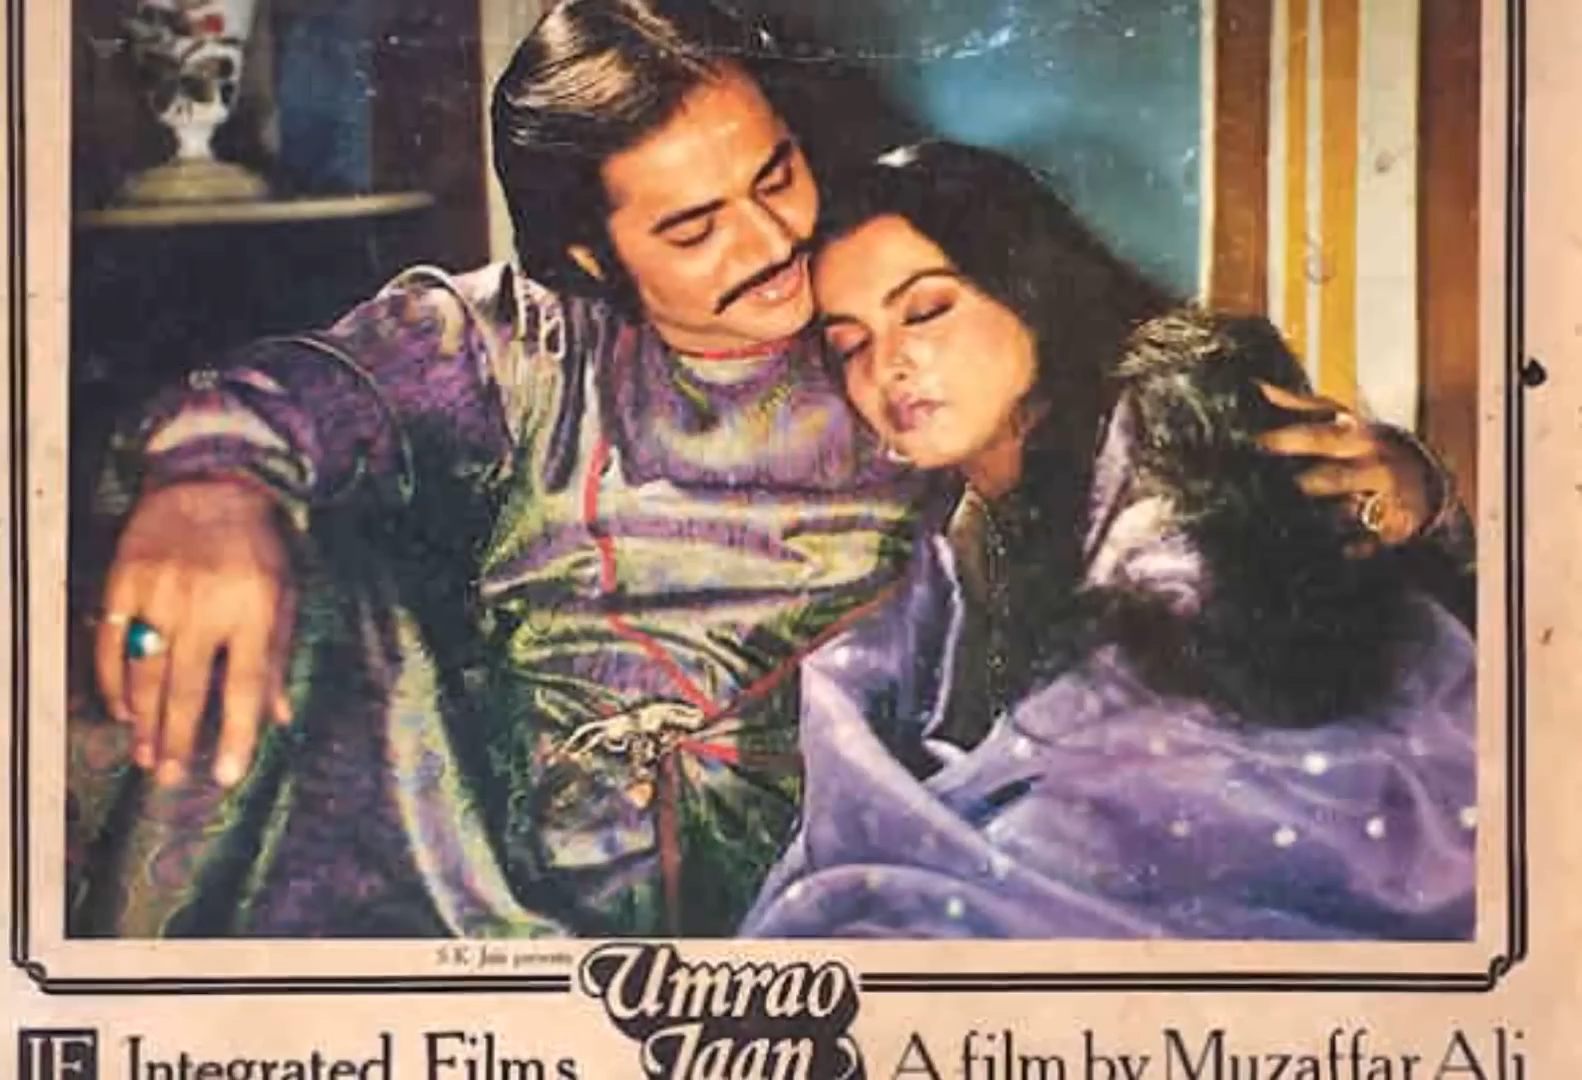 S.K. Jain presents
Umrao
Jaan
IF Integrated Films
A film by Muzaffar Ali